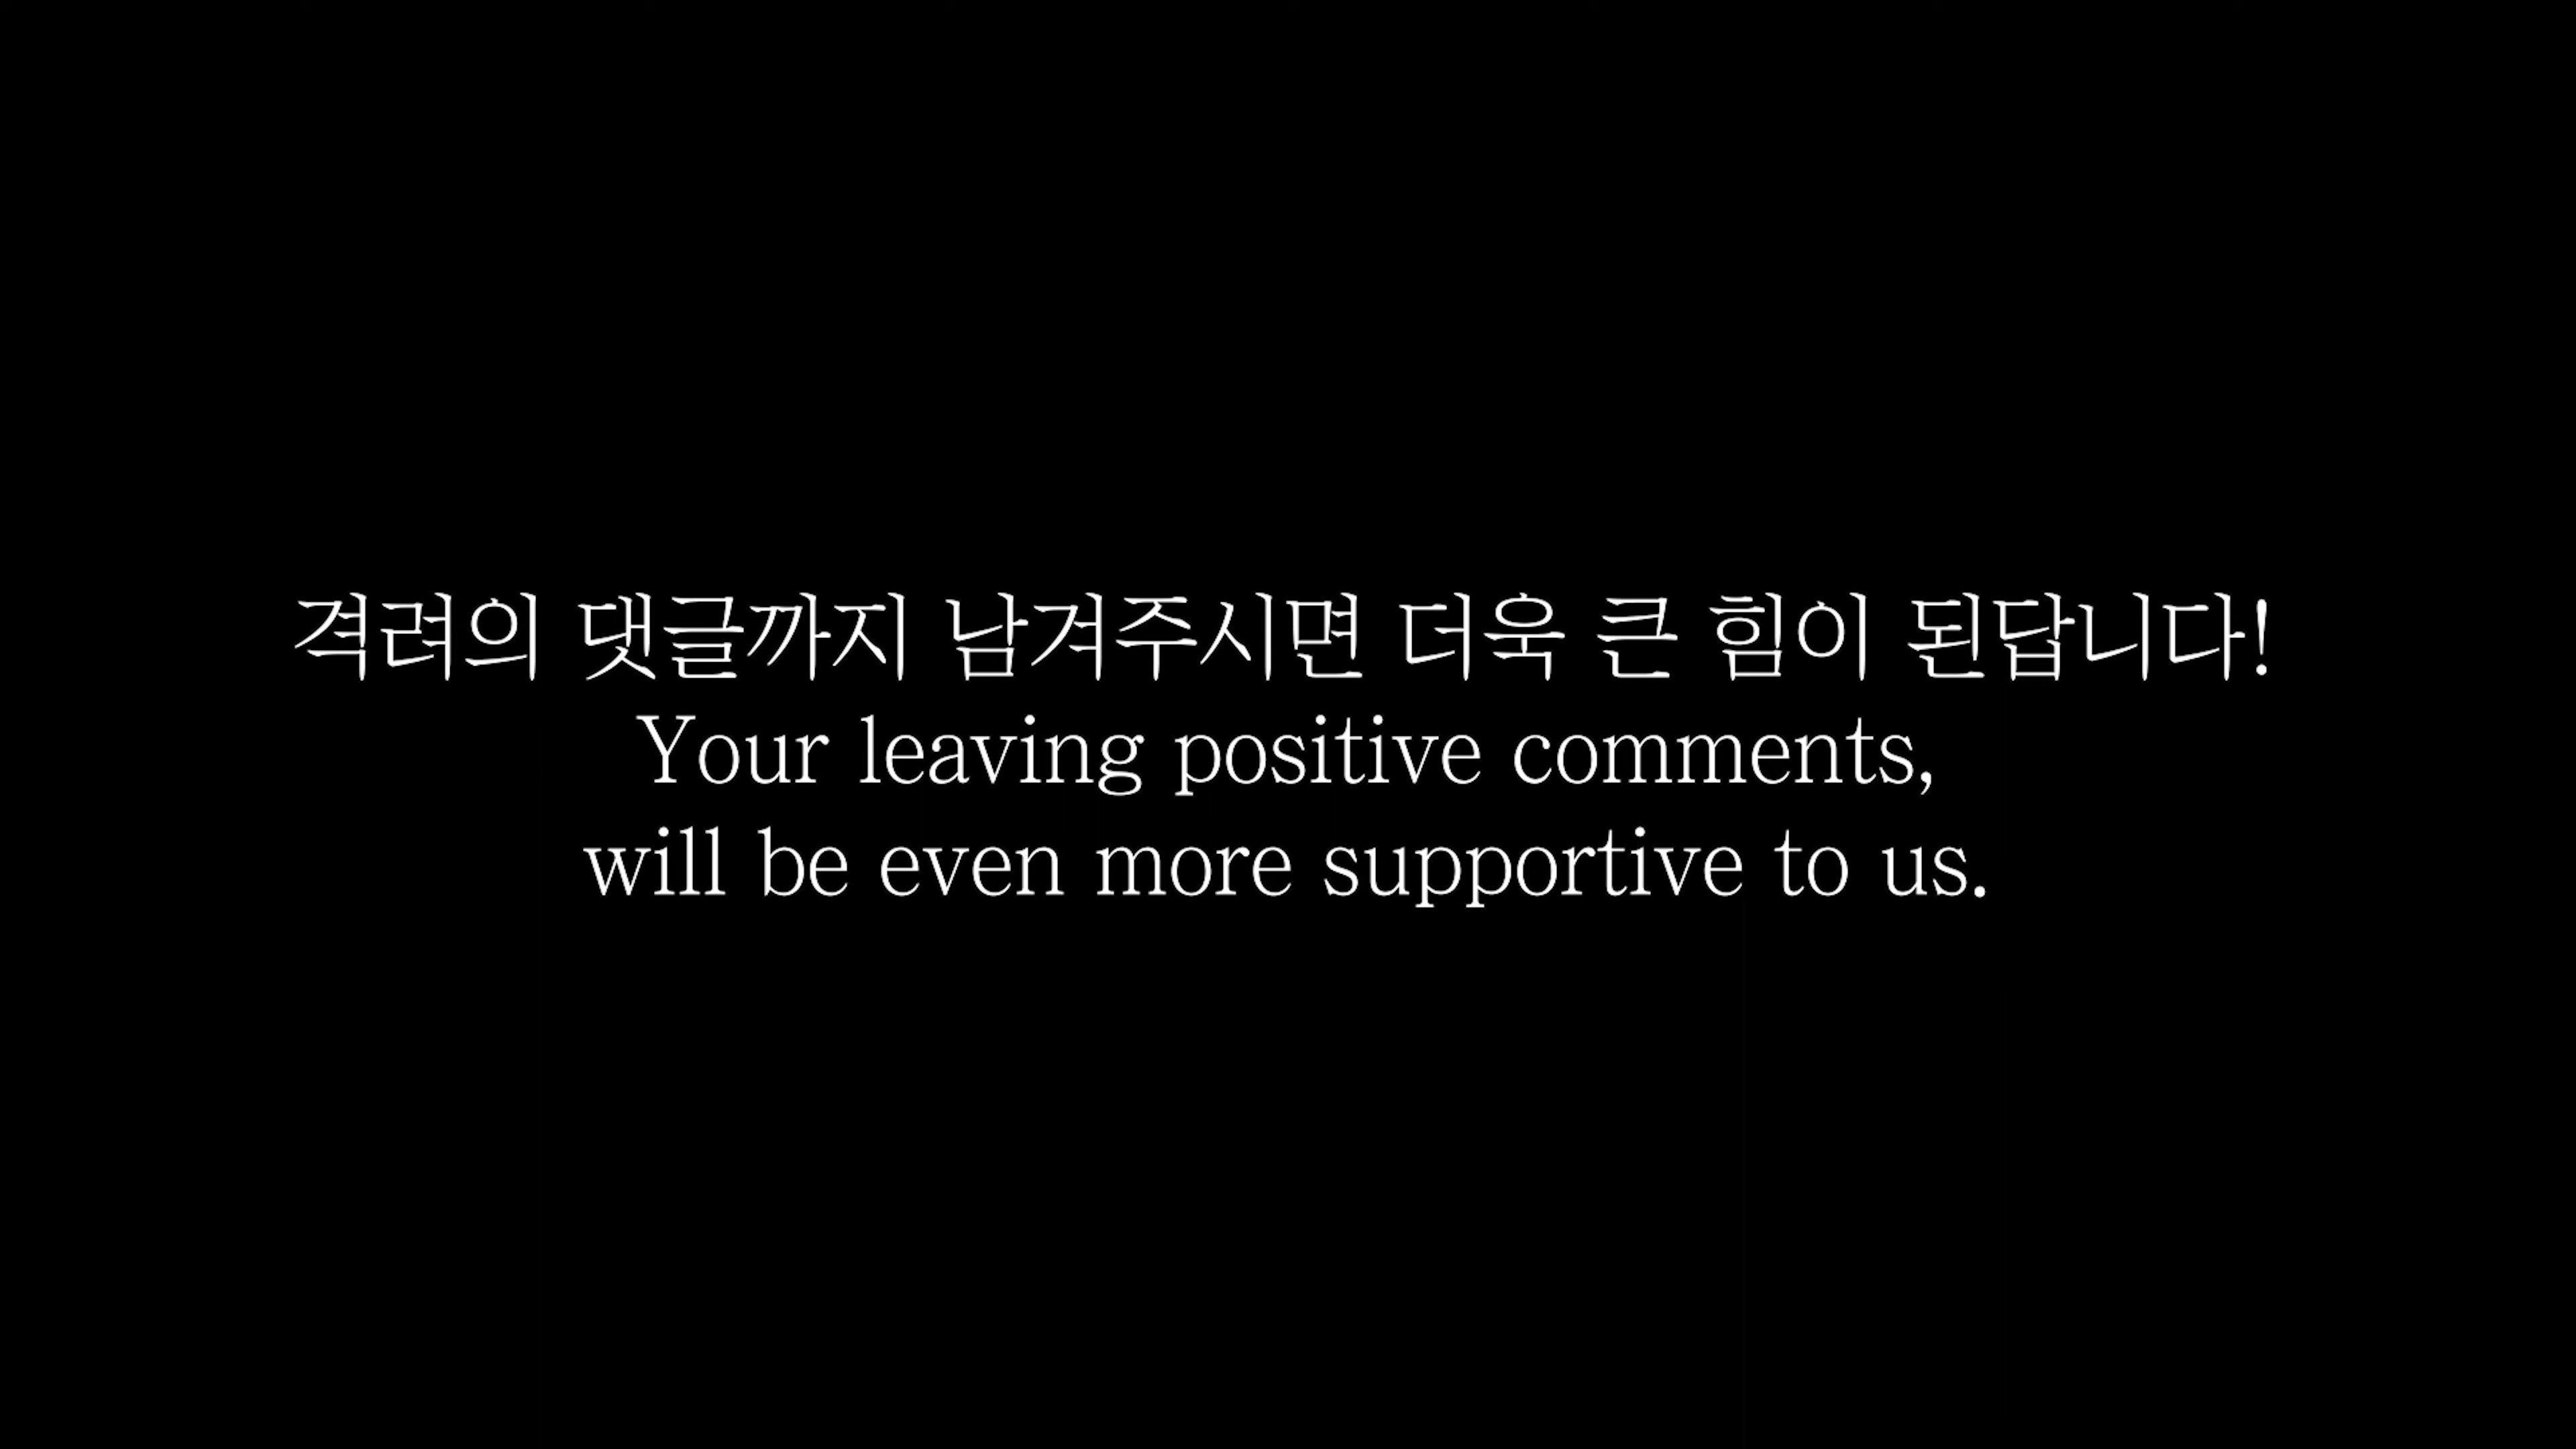 격려의 댓글까지 남겨주시면 더욱 큰 힘이 된답니다!
Your leaving positive comments,
will be even more supportive to us.